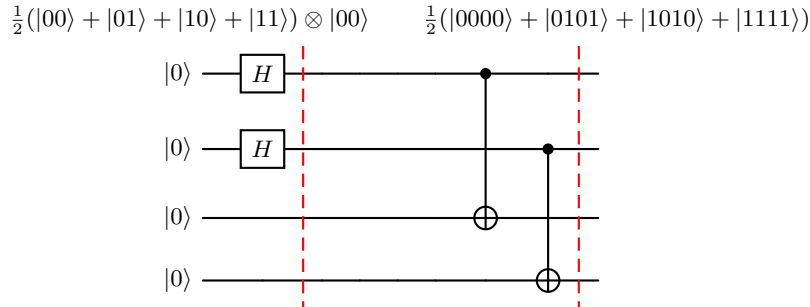 ½(|00⟩ + |01⟩ + |10⟩ + |11⟩) ⊗ |00⟩ ½(|0000⟩ + |0101⟩ + |1010⟩ + |1111⟩)
|0⟩ H
|0⟩ H
|0⟩
|0⟩